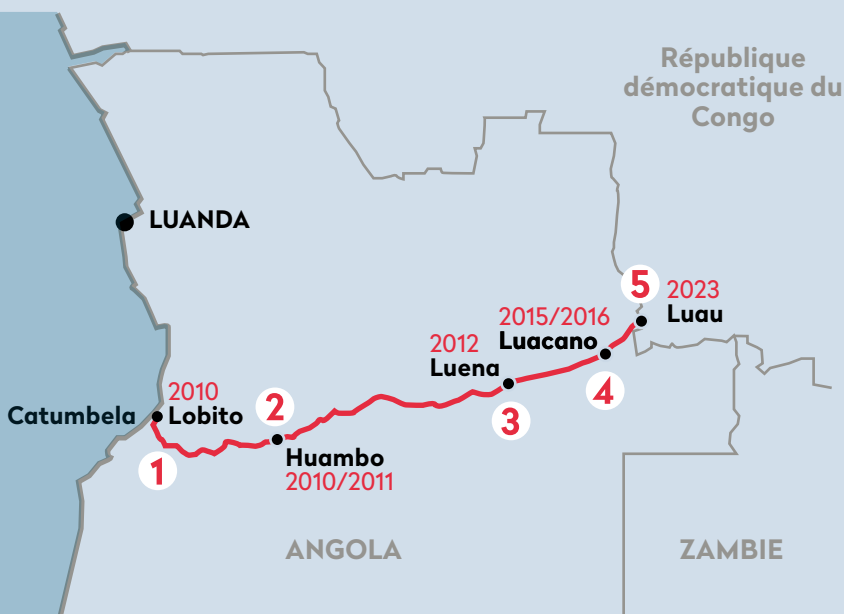 République
démocratique du
Congo
LUANDA
5
2023
Luau
2015/2016
Luacano
2012
Luena
4
3
2010
Catumbela
Lobito
2
1
Huambo
2010/2011
ANGOLA
ZAMBIE